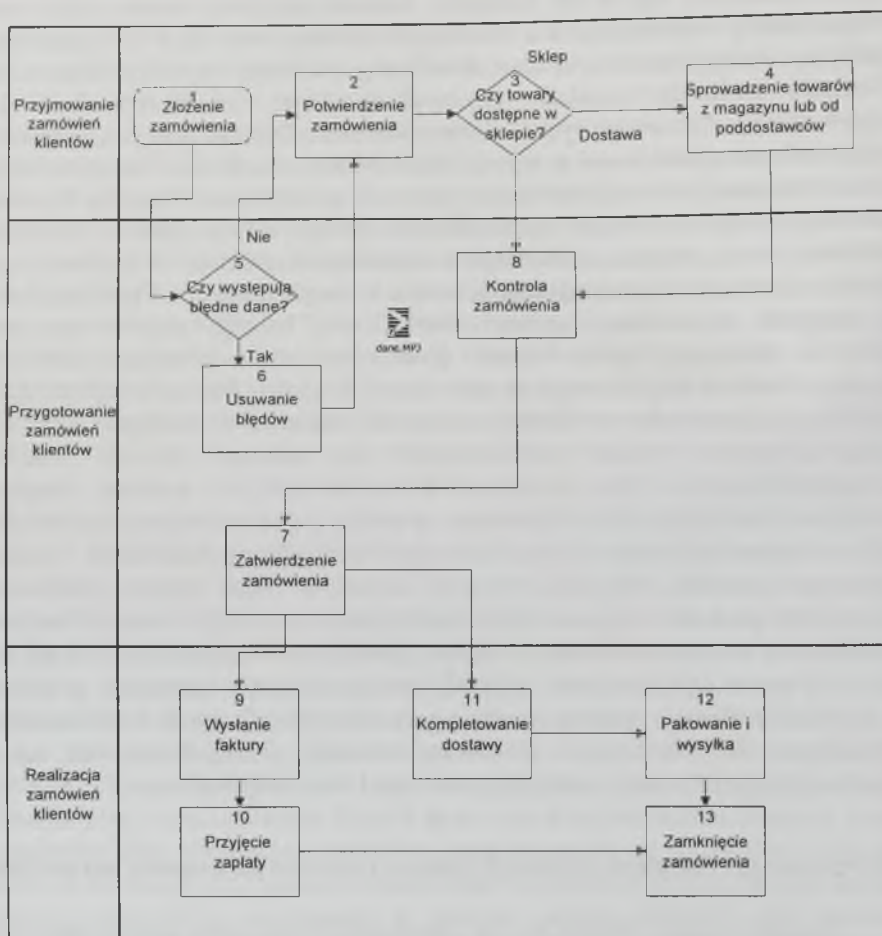 Sklep
Przyjmowanie
zamówień
klientów
1
Złożenie
zamówienia
2
Potwierdzenie
zamówienia
3
Czy towary
dostępne w
sklepie?
Dostawa
4
Sprowadzenie towarów
z magazynu lub od
poddostawców
Przygotowanie
zamówień
klientów
Nie
5
Czy występują
błędne dane?
Tak
6
Usuwanie
błędów
dane.MP3
8
Kontrola
zamówienia
7
Zatwierdzenie
zamówienia
Realizacja
zamówień
klientów
9
Wysłanie
faktury
11
Kompletowanie
dostawy
12
Pakowanie i
wysyłka
10
Przyjęcie
zapłaty
13
Zamknięcie
zamówienia